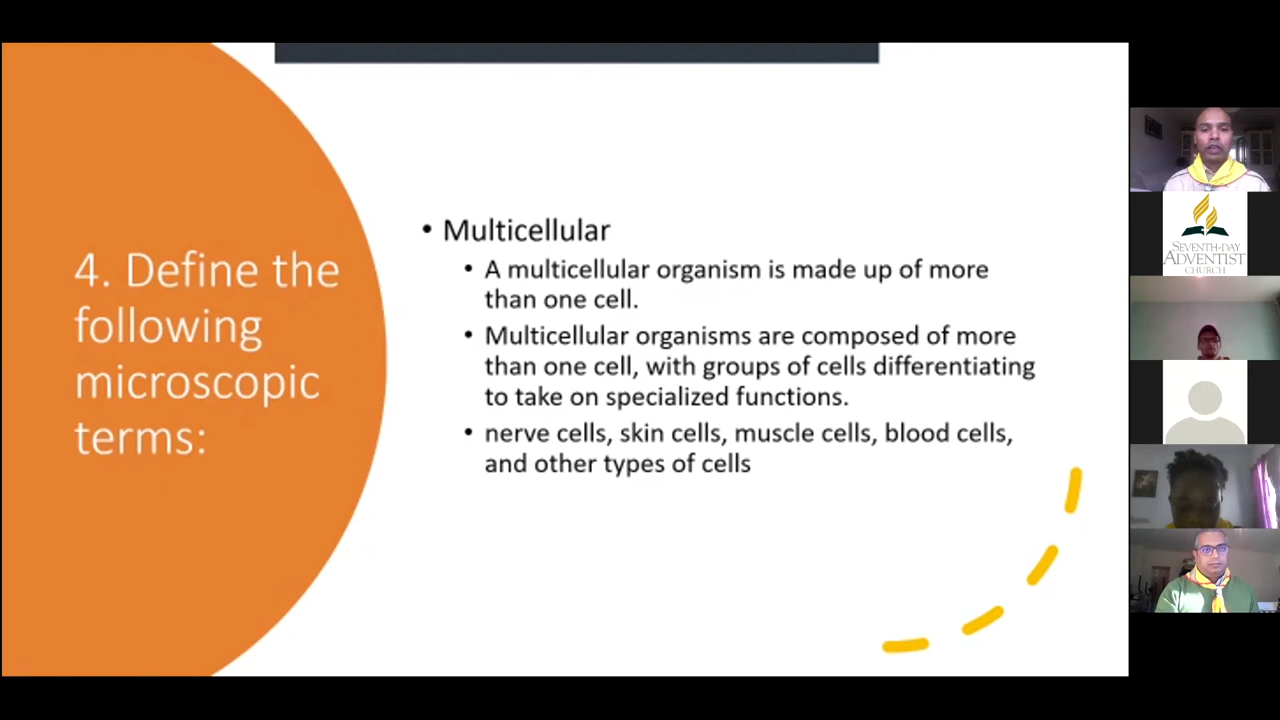 4. Define the
following
microscopic
terms:
• Multicellular
• A multicellular organism is made up of more
than one cell.
• Multicellular organisms are composed of more
than one cell, with groups of cells differentiating
to take on specialized functions.
• nerve cells, skin cells, muscle cells, blood cells,
and other types of cells
SEVENTH-DAY
ADVENTIST
CHURCH